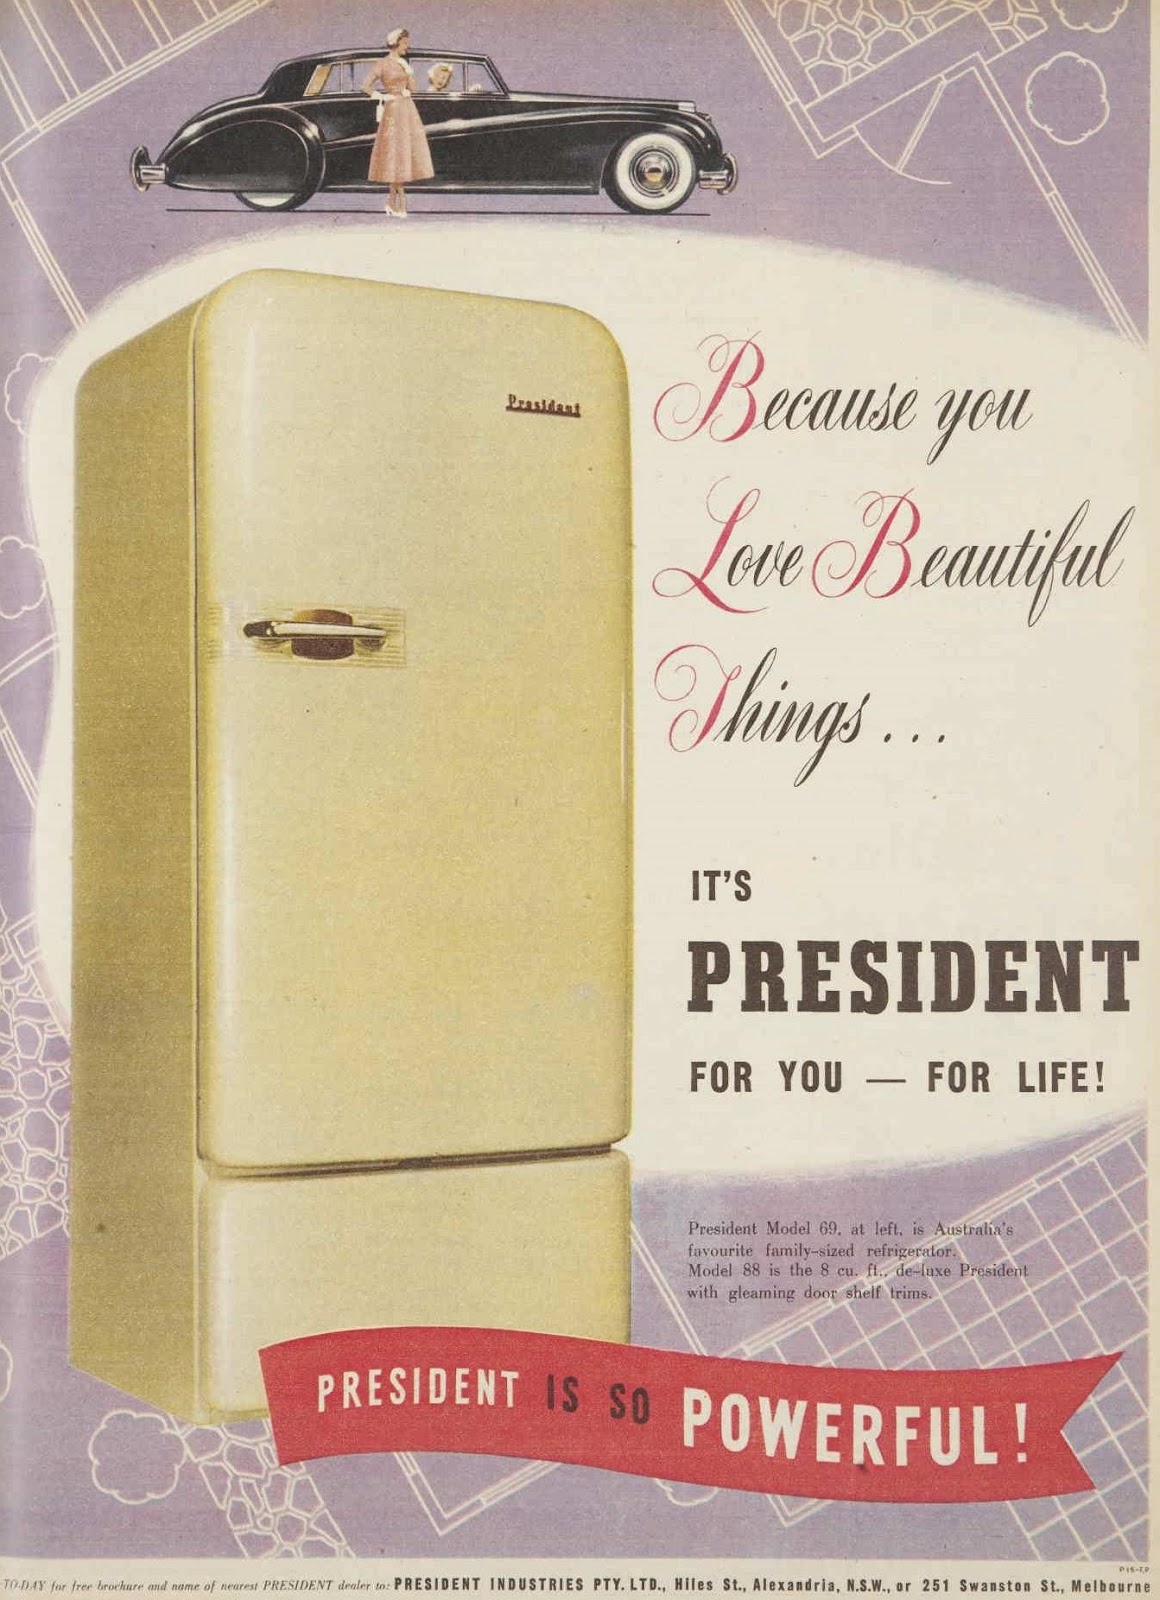 President
Because you
Love Beautiful
Things . . .
IT'S
PRESIDENT
FOR YOU — FOR LIFE!
President Model 69, at left, is Australia's
favourite family-sized refrigerator.
Model 88 is the 8 cu. ft., de-luxe President
with gleaming door shelf trims.
PRESIDENT IS SO POWERFUL!
TO-DAY for free brochure and name of nearest PRESIDENT dealer to: PRESIDENT INDUSTRIES PTY. LTD., Hiles St., Alexandria, N.S.W., or 251 Swanston St., Melbourne